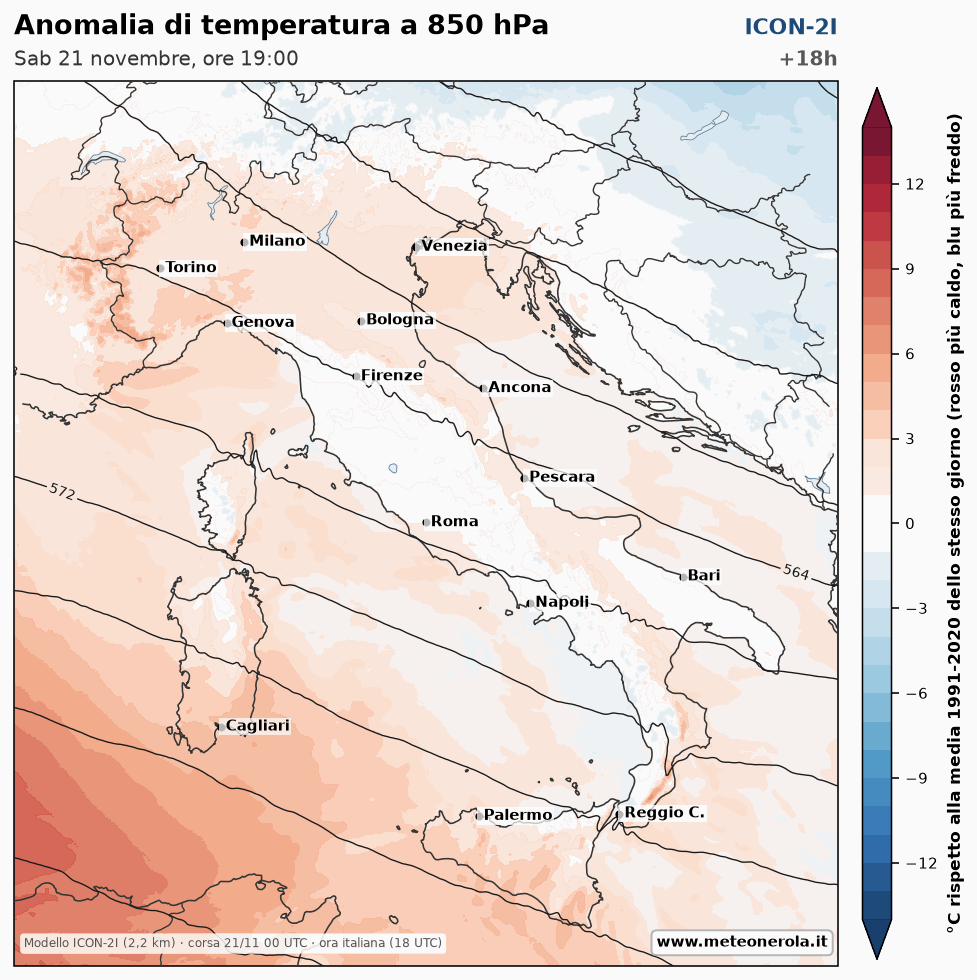 Anomalia di temperatura a 850 hPa
ICON-2I
Sab 21 novembre, ore 19:00
+18h
Milano
Venezia
Torino
Genova
Bologna
Firenze
Ancona
Pescara
572
Roma
564
Bari
Napoli
Cagliari
Palermo
Reggio C.
Modello ICON-2I (2,2 km) · corsa 21/11 00 UTC · ora italiana (18 UTC)
www.meteonerola.it
12
9
6
3
0
−3
−6
−9
−12
°C rispetto alla media 1991-2020 dello stesso giorno (rosso più caldo, blu più freddo)